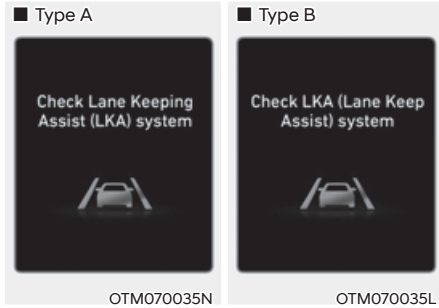 ■ Type A
Check Lane Keeping
Assist (LKA) system
OTM070035N
■ Type B
Check LKA (Lane Keep
Assist) system
OTM070035L